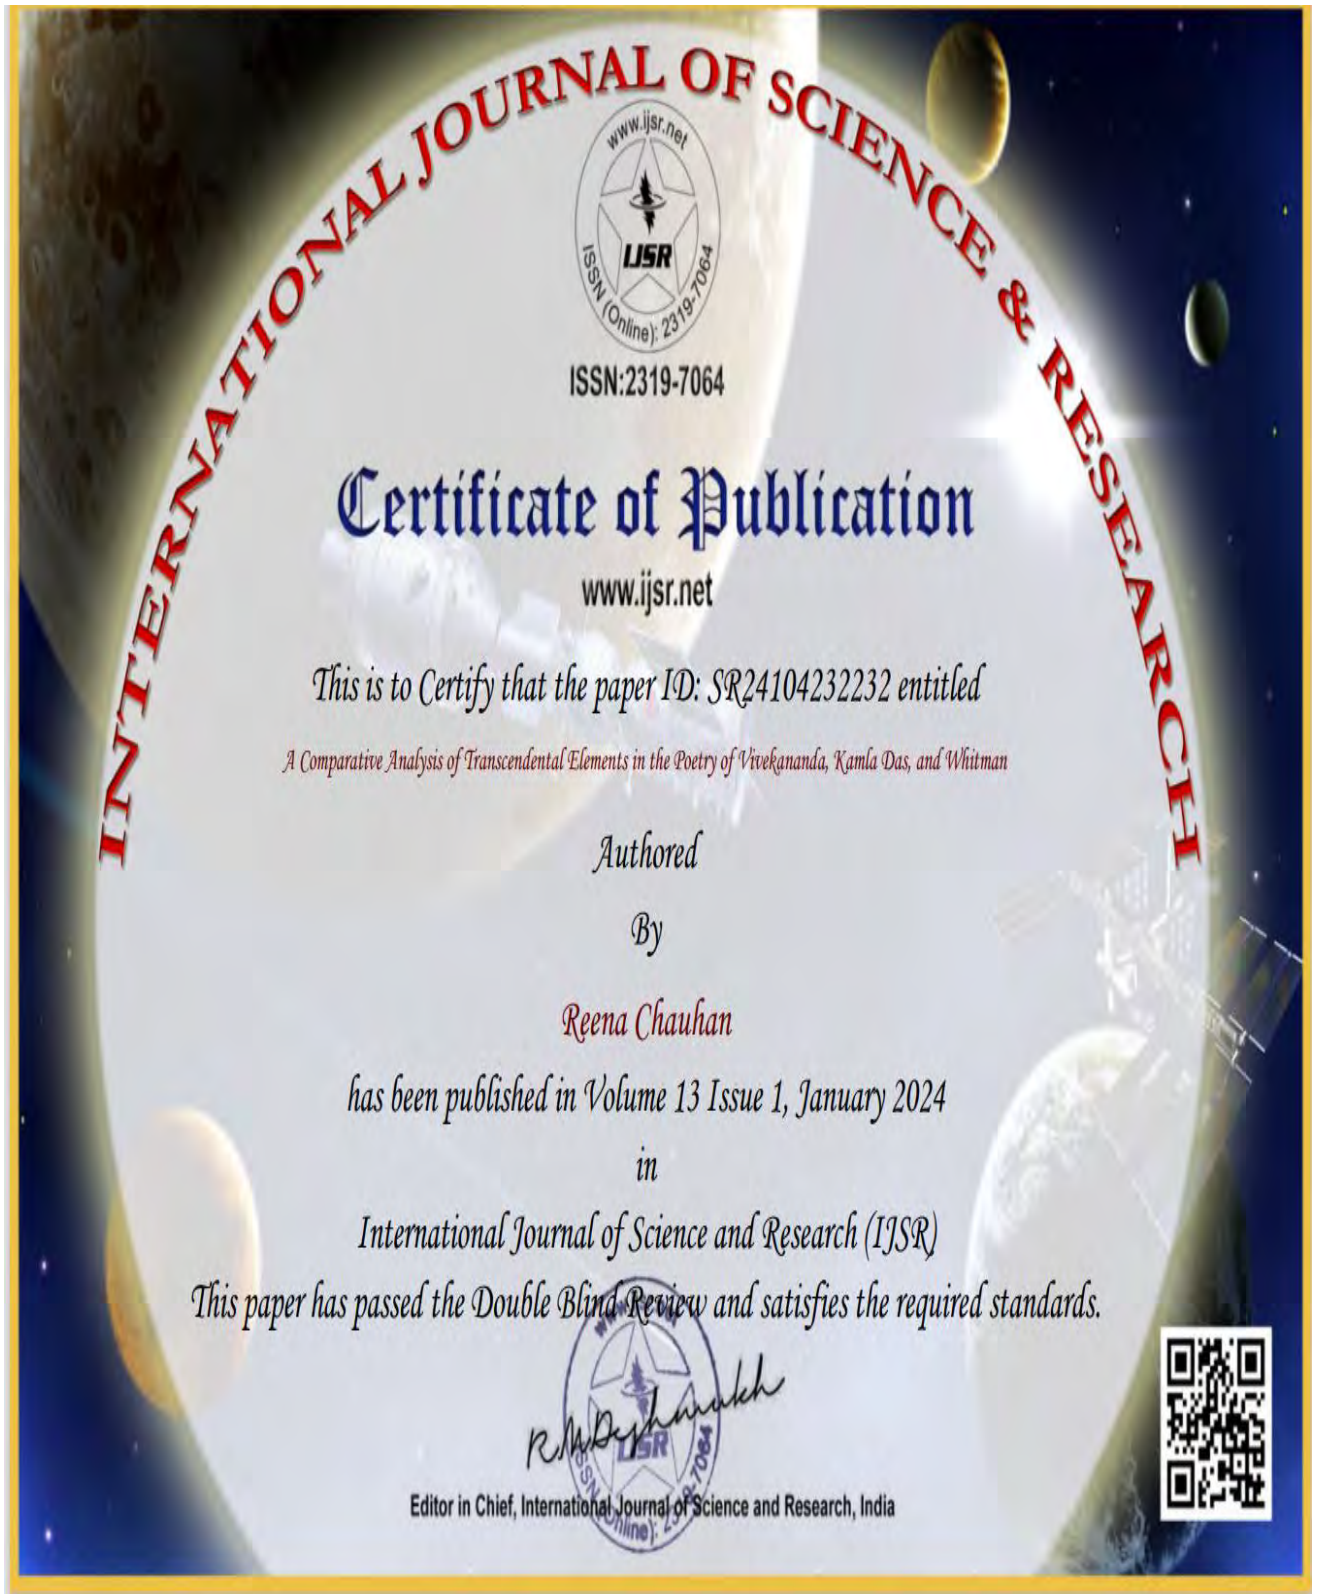 INTERNATIONAL JOURNAL OF SCIENCE & RESEARCH
www.ijsr.net
IJSR
ISSN (Online): 2319-7064
ISSN:2319-7064
Certificate of Publication
www.ijsr.net
This is to Certify that the paper ID: SR24104232232 entitled
A Comparative Analysis of Transcendental Elements in the Poetry of Vivekananda, Kamla Das, and Whitman
Authored
By
Reena Chauhan
has been published in Volume 13 Issue 1, January 2024
in
International Journal of Science and Research (IJSR)
This paper has passed the Double Blind Review and satisfies the required standards.
R.M.Deshmukh
IJSR
Editor in Chief, International Journal of Science and Research, India